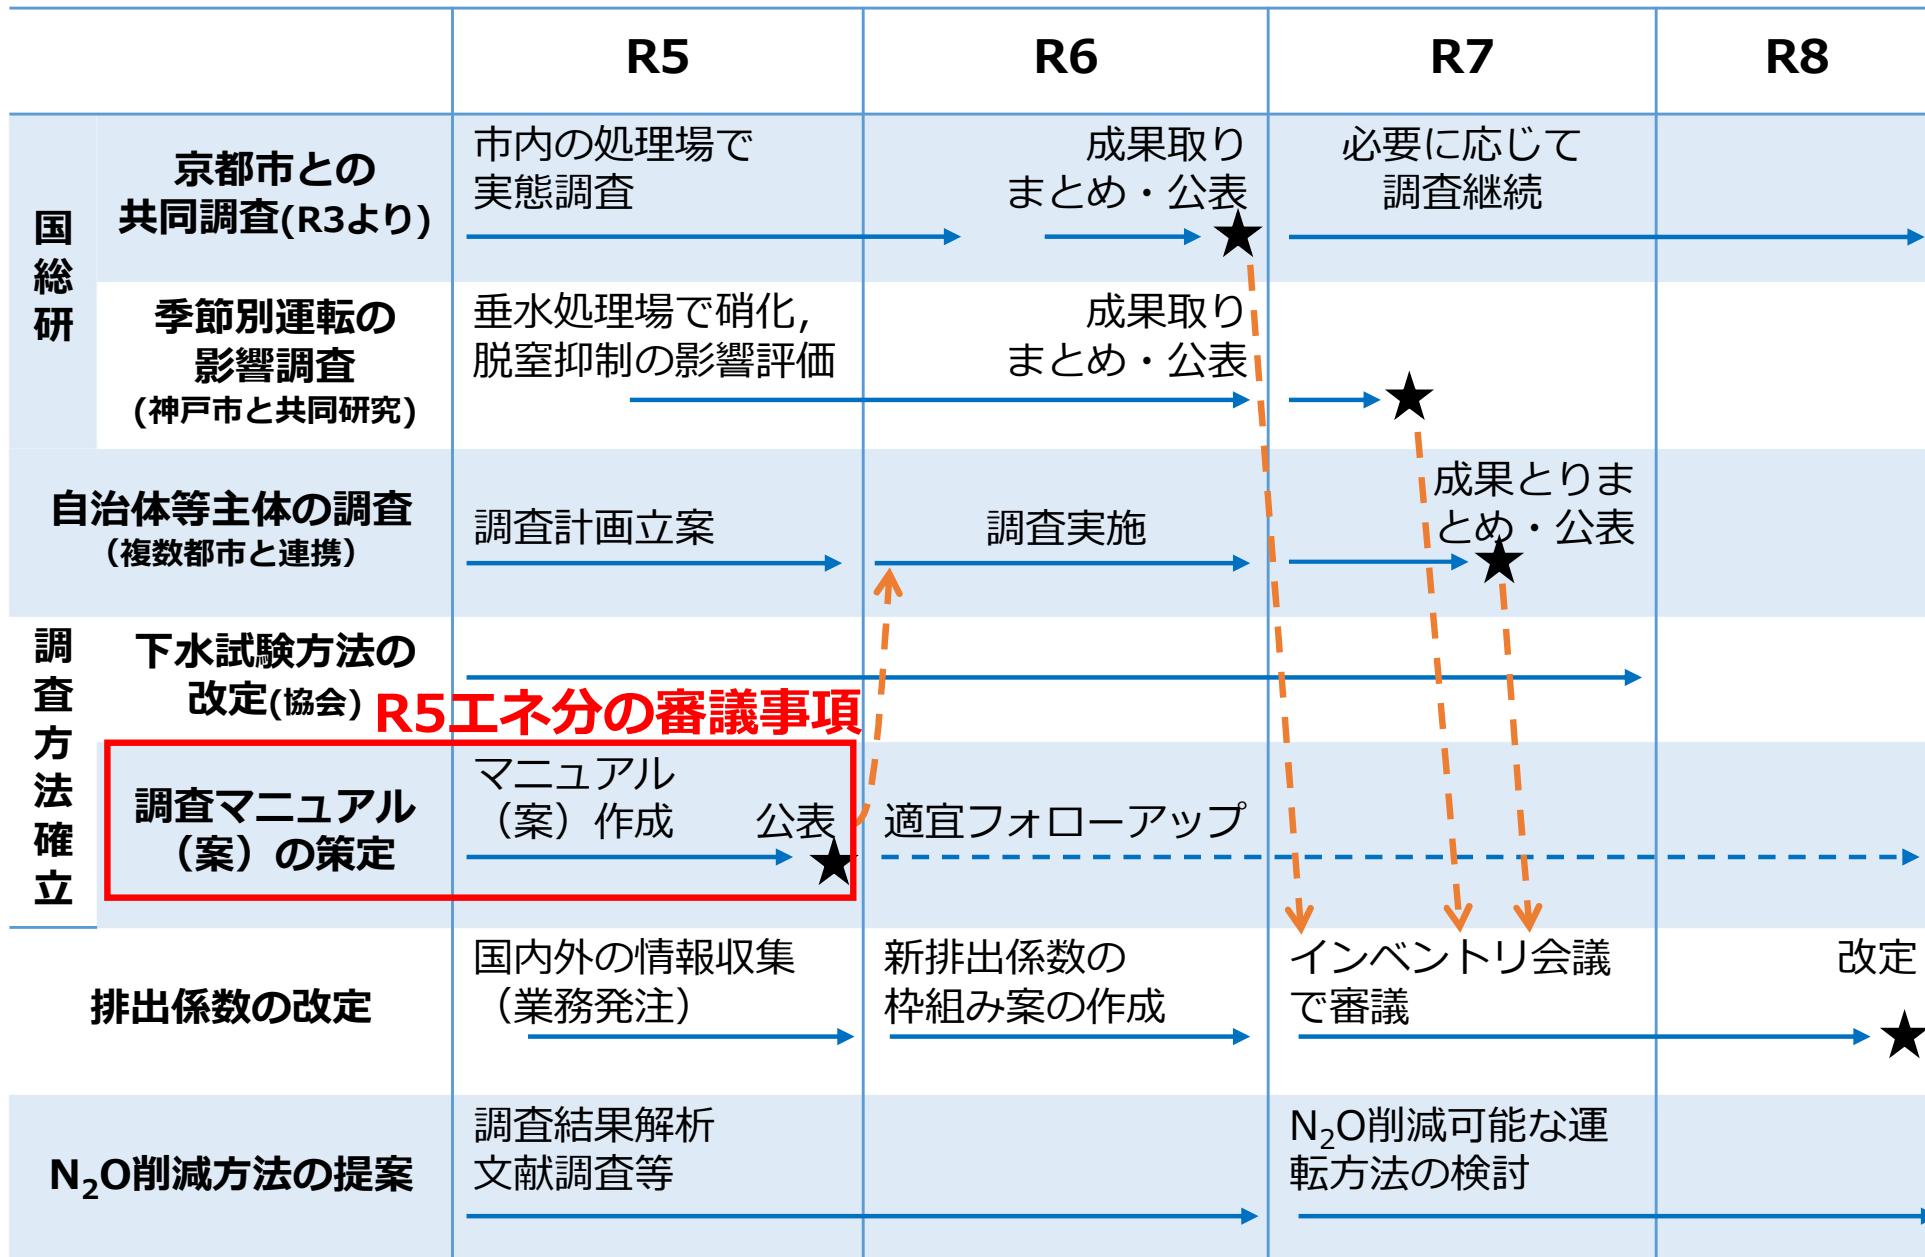 R5
R6
R7
R8
国総研
京都市との
共同調査(R3より)
市内の処理場で
実態調査
成果取り
まとめ・公表
必要に応じて
調査継続
季節別運転の
影響調査
(神戸市と共同研究)
垂水処理場で硝化,
脱窒抑制の影響評価
成果取り
まとめ・公表
自治体等主体の調査
（複数都市と連携）
調査計画立案
調査実施
成果とりま
とめ・公表
調査方法確立
下水試験方法の
改定(協会)
R5エネ分の審議事項
調査マニュアル
（案）の策定
マニュアル
（案）作成
公表
適宜フォローアップ
排出係数の改定
国内外の情報収集
（業務発注）
新排出係数の
枠組み案の作成
インベントリ会議
で審議
改定
N₂O削減方法の提案
調査結果解析
文献調査等
N₂O削減可能な運
転方法の検討